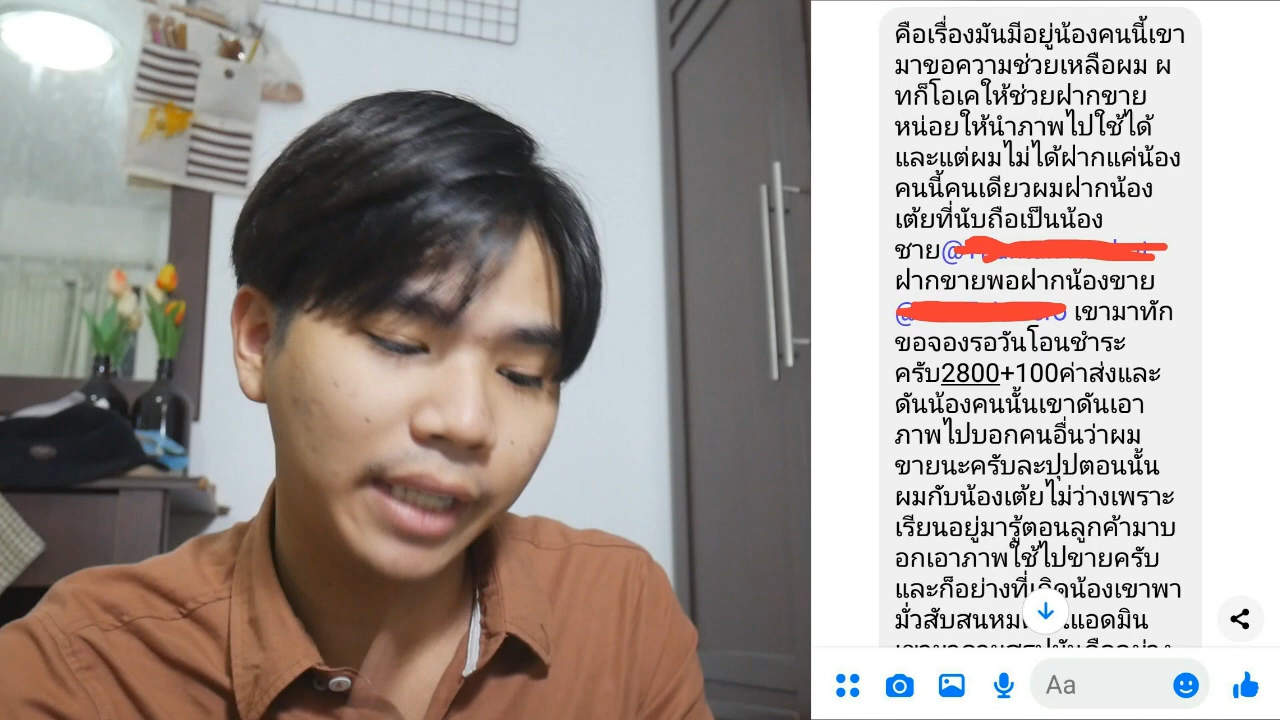 คือเรื่องมันมีอยู่น้องคนนี้เขา
มาขอความช่วยเหลือผม ผ
ทก็โอเคให้ช่วยฝากขาย
หน่อยให้นำภาพไปใช้ได้
และแต่ผมไม่ได้ฝากแค่น้อง
คนนี้คนเดียวผมฝากน้อง
เต้ยที่นับถือเป็นน้อง
ชาย@
ฝากขายพอฝากน้องขาย
@ เขามาทัก
ขอจองรอวันโอนชำระ
ครับ2800+100ค่าส่งและ
ดันน้องคนนั้นเขาดันเอา
ภาพไปบอกคนอื่นว่าผม
ขายนะครับละปุปตอนนั้น
ผมกับน้องเต้ยไม่ว่างเพราะ
เรียนอยู่มารู้ตอนลูกค้ามาบ
อกเอาภาพใช้ไปขายครับ
และก็อย่างที่เกิดน้องเขาพา
มั่วสับสนหม แอดมิน
Aa